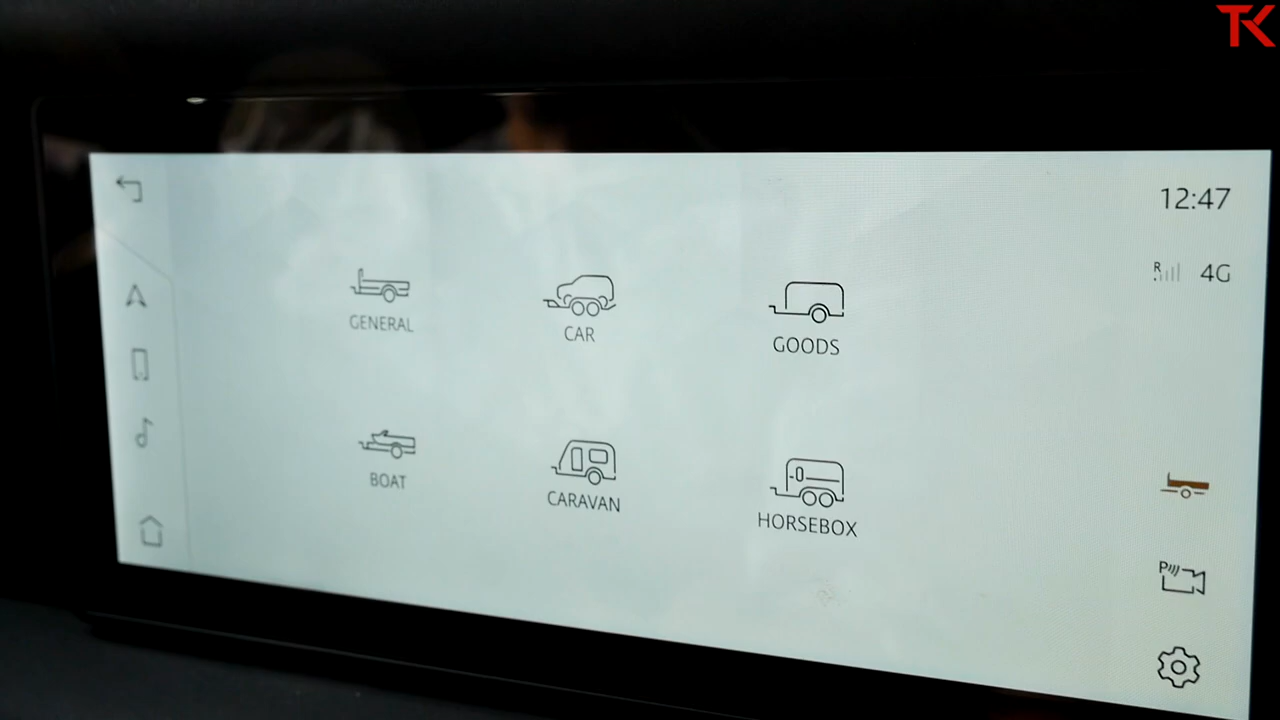 TK
12:47
R 4G
GENERAL CAR GOODS
BOAT CARAVAN HORSEBOX
P